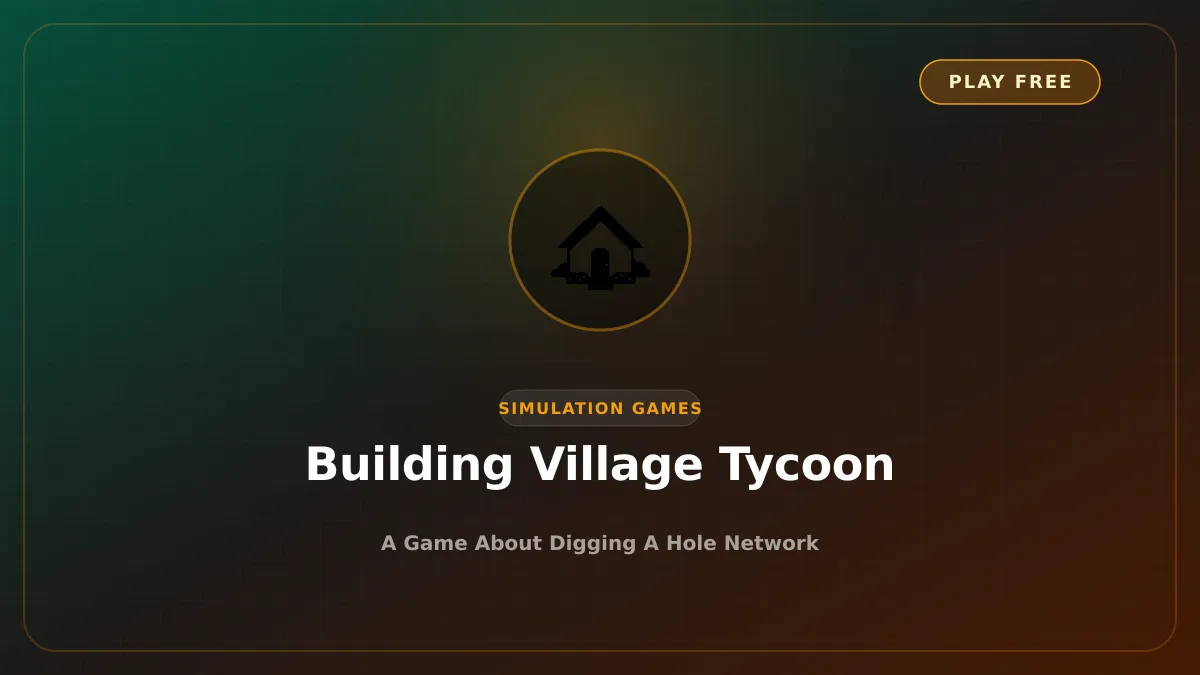 PLAY FREE
SIMULATION GAMES
Building Village Tycoon
A Game About Digging A Hole Network